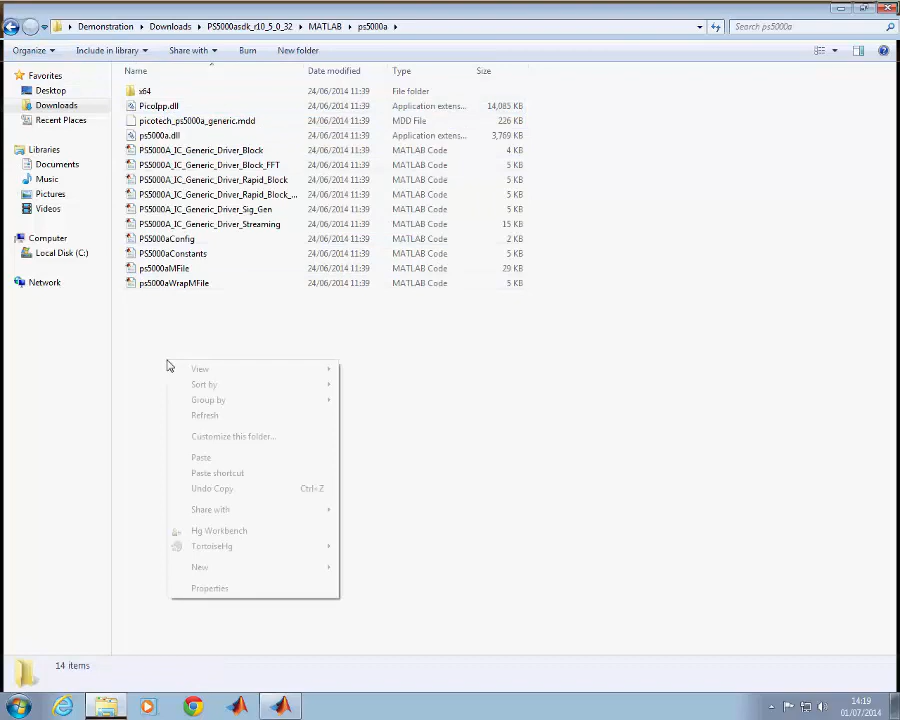 Demonstration ▸ Downloads ▸ PS5000asdk_r10_5_0_32 ▸ MATLAB ▸ ps5000a ▸ Search ps5000a
Organize Include in library Share with Burn New folder
Favorites
Desktop
Downloads
Recent Places
Libraries
Documents
Music
Pictures
Videos
Computer
Local Disk (C:)
Network
Name Date modified Type Size
x64 24/06/2014 11:39 File folder
PicoIpp.dll 24/06/2014 11:39 Application extens... 14,085 KB
picotech_ps5000a_generic.mdd 24/06/2014 11:39 MDD File 226 KB
ps5000a.dll 24/06/2014 11:39 Application extens... 3,769 KB
PS5000A_IC_Generic_Driver_Block 24/06/2014 11:39 MATLAB Code 4 KB
PS5000A_IC_Generic_Driver_Block_FFT 24/06/2014 11:39 MATLAB Code 5 KB
PS5000A_IC_Generic_Driver_Rapid_Block 24/06/2014 11:39 MATLAB Code 5 KB
PS5000A_IC_Generic_Driver_Rapid_Block_... 24/06/2014 11:39 MATLAB Code 5 KB
PS5000A_IC_Generic_Driver_Sig_Gen 24/06/2014 11:39 MATLAB Code 5 KB
PS5000A_IC_Generic_Driver_Streaming 24/06/2014 11:39 MATLAB Code 15 KB
PS5000aConfig 24/06/2014 11:39 MATLAB Code 2 KB
PS5000aConstants 24/06/2014 11:39 MATLAB Code 5 KB
ps5000aMFile 24/06/2014 11:39 MATLAB Code 29 KB
ps5000aWrapMFile 24/06/2014 11:39 MATLAB Code 5 KB
View
Sort by
Group by
Refresh
Customize this folder...
Paste
Paste shortcut
Undo Copy Ctrl+Z
Share with
Hg Workbench
TortoiseHg
New
Properties
14 items
14:19
01/07/2014